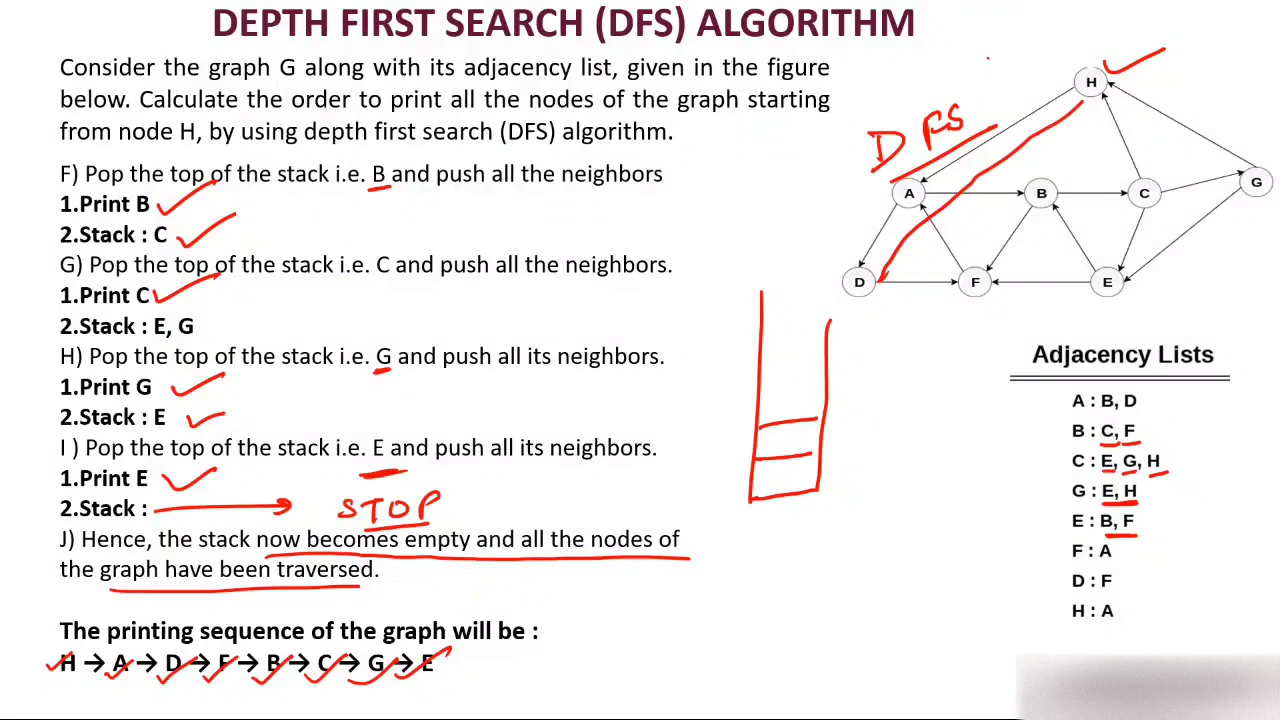 DEPTH FIRST SEARCH (DFS) ALGORITHM
Consider the graph G along with its adjacency list, given in the figure
below. Calculate the order to print all the nodes of the graph starting
from node H, by using depth first search (DFS) algorithm.
F) Pop the top of the stack i.e. B and push all the neighbors
1.Print B
2.Stack : C
G) Pop the top of the stack i.e. C and push all the neighbors.
1.Print C
2.Stack : E, G
H) Pop the top of the stack i.e. G and push all its neighbors.
1.Print G
2.Stack : E
I ) Pop the top of the stack i.e. E and push all its neighbors.
1.Print E
2.Stack : STOP
J) Hence, the stack now becomes empty and all the nodes of
the graph have been traversed.
The printing sequence of the graph will be :
H → A → D → F → B → C → G → E
DFS
H
A B C G
D F E
Adjacency Lists
A : B, D
B : C, F
C : E, G, H
G : E, H
E : B, F
F : A
D : F
H : A